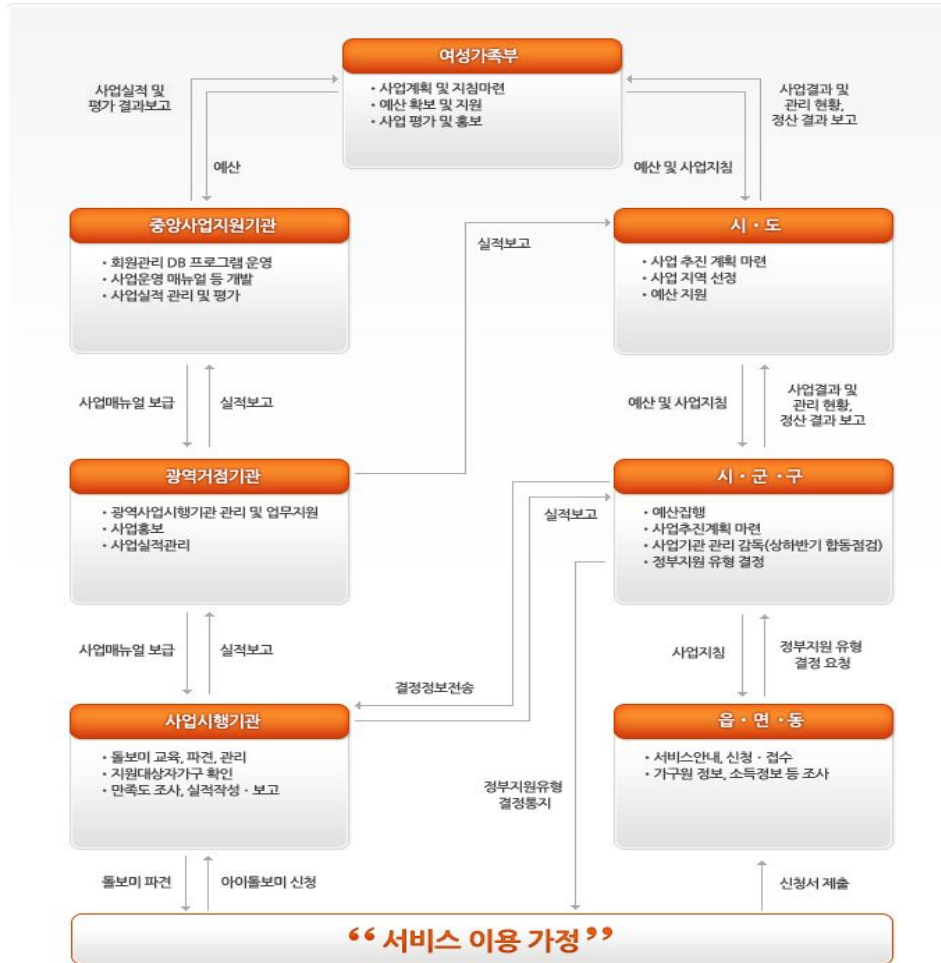 여성가족부
• 사업계획 및 지침마련
• 예산 확보 및 지원
• 사업 평가 및 홍보
사업실적 및
평가 결과보고
예산
사업결과 및
관리 현황,
정산 결과 보고
예산 및 사업지침
중앙사업지원기관
• 회원관리 DB 프로그램 운영
• 사업운영 매뉴얼 등 개발
• 사업실적 관리 및 평가
실적보고
시 • 도
• 사업 추진 계획 마련
• 사업 지역 선정
• 예산 지원
사업매뉴얼 보급
실적보고
예산 및 사업지침
사업결과 및
관리 현황,
정산 결과 보고
광역거점기관
• 광역사업시행기관 관리 및 업무지원
• 사업홍보
• 사업실적관리
실적보고
시 • 군 • 구
• 예산집행
• 사업추진계획 마련
• 사업기관 관리 감독(상하반기 합동점검)
• 정부지원 유형 결정
사업매뉴얼 보급
실적보고
결정정보전송
사업지침
정부지원 유형
결정 요청
사업시행기관
• 돌보미 교육, 파견, 관리
• 지원대상자가구 확인
• 만족도 조사, 실적작성 · 보고
정부지원유형
결정통지
읍 • 면 • 동
• 서비스안내, 신청 · 접수
• 가구원 정보, 소득정보 등 조사
돌보미 파견
아이돌보미 신청
신청서 제출
“ 서비스 이용 가정 ”